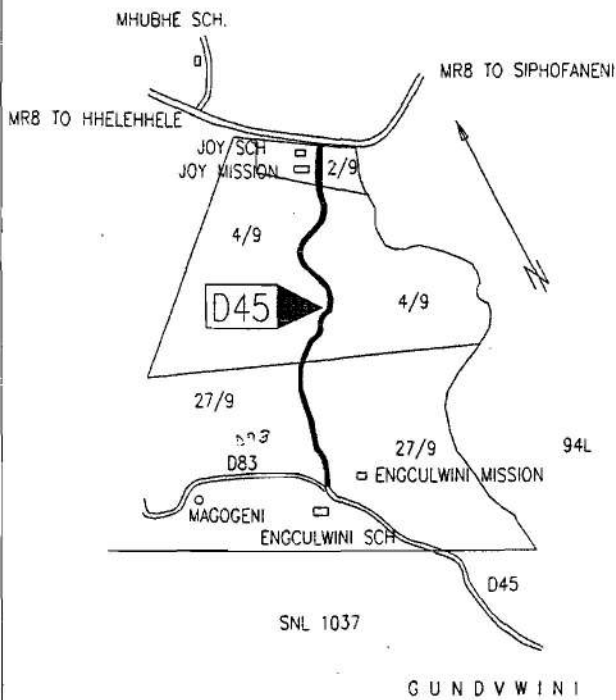 MHUBHE SCH.
MR8 TO SIPHOFANENI
MR8 TO HHELEHHELE
JOY SCH
JOY MISSION
2/9
4/9
N
D45
4/9
27/9
27/9
94L
D83
ENGCULWINI MISSION
MAGOGENI
ENGCULWINI SCH
D45
SNL 1037
GUNDVWINI